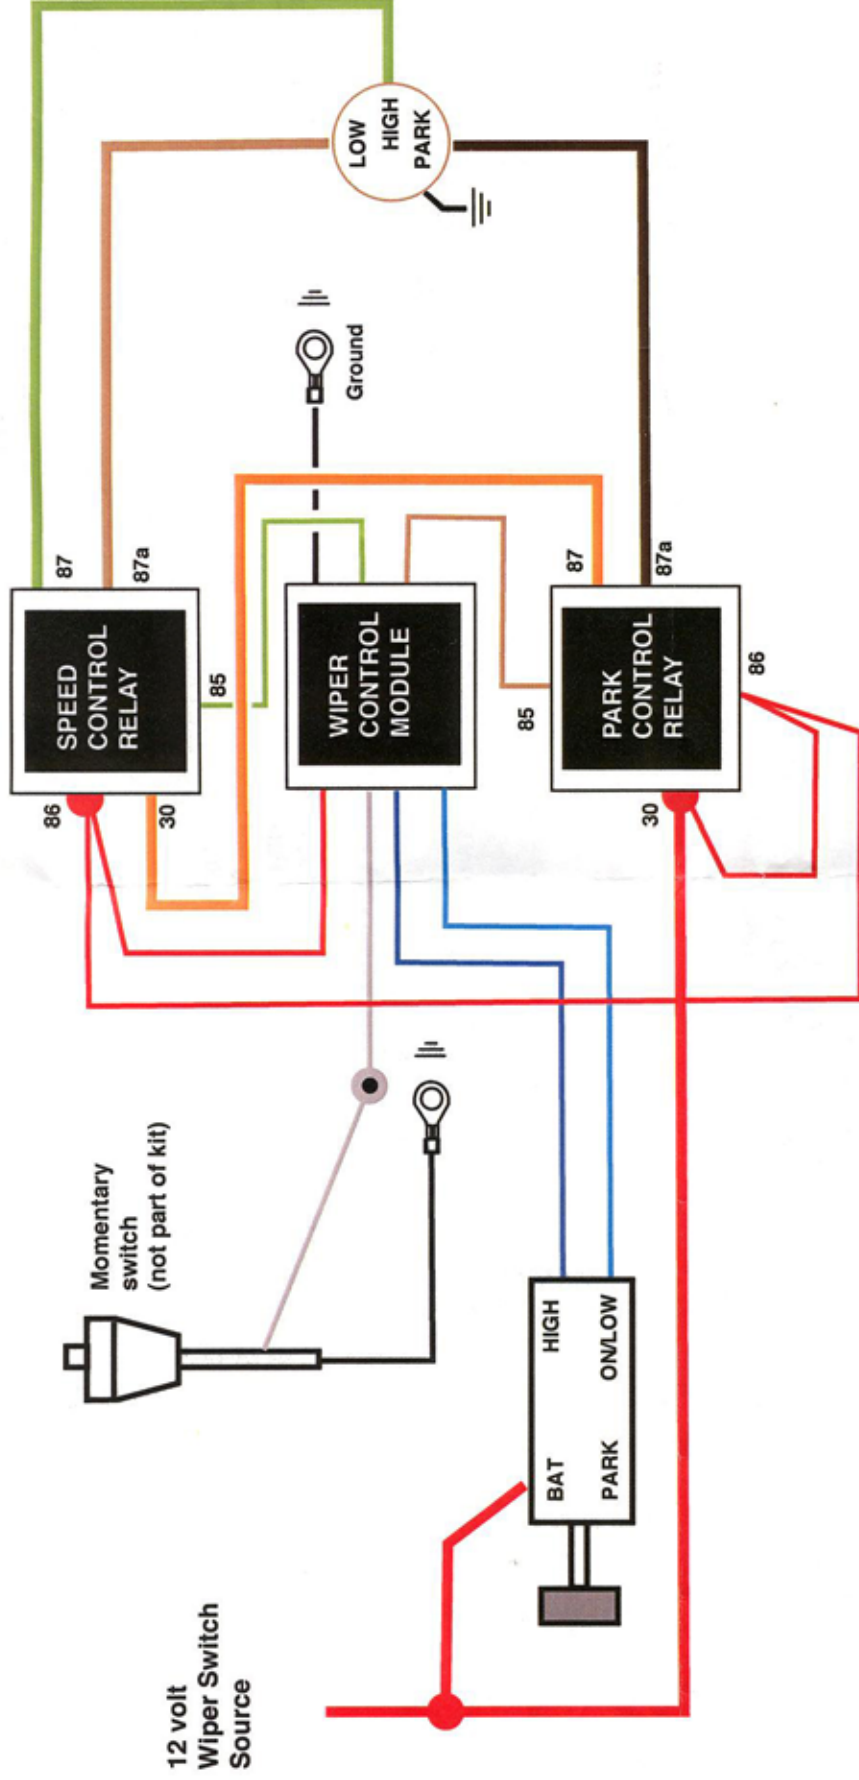 LOW
HIGH
PARK
Ground
87
87a
SPEED
CONTROL
RELAY
85
86
30
WIPER
CONTROL
MODULE
87
87a
PARK
CONTROL
RELAY
85
86
30
Momentary
switch
(not part of kit)
HIGH
ON/LOW
BAT
PARK
12 volt
Wiper Switch
Source